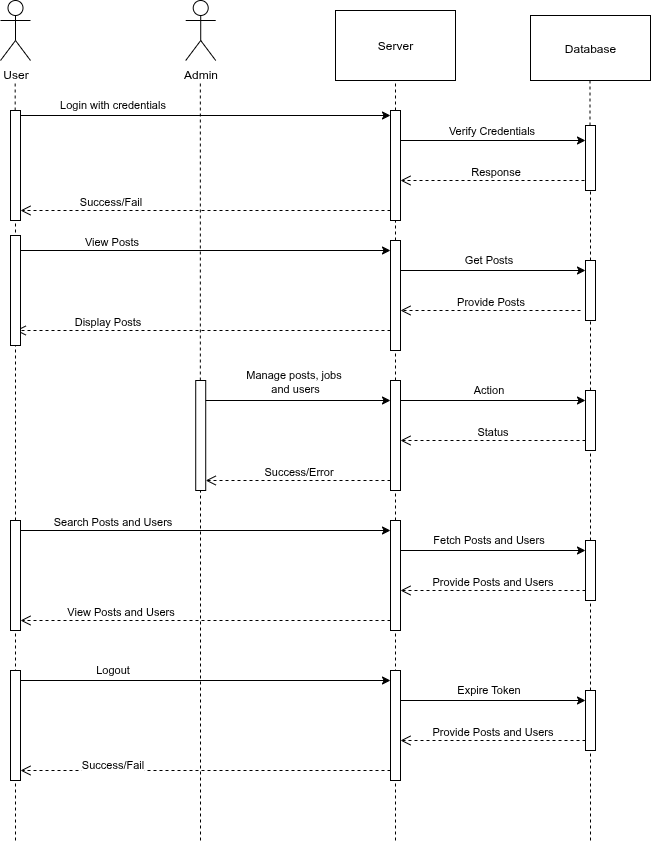 User
Admin
Server
Database
Login with credentials
Verify Credentials
Response
Success/Fail
View Posts
Get Posts
Provide Posts
Display Posts
Manage posts, jobs
and users
Action
Status
Success/Error
Search Posts and Users
Fetch Posts and Users
Provide Posts and Users
View Posts and Users
Logout
Expire Token
Provide Posts and Users
Success/Fail